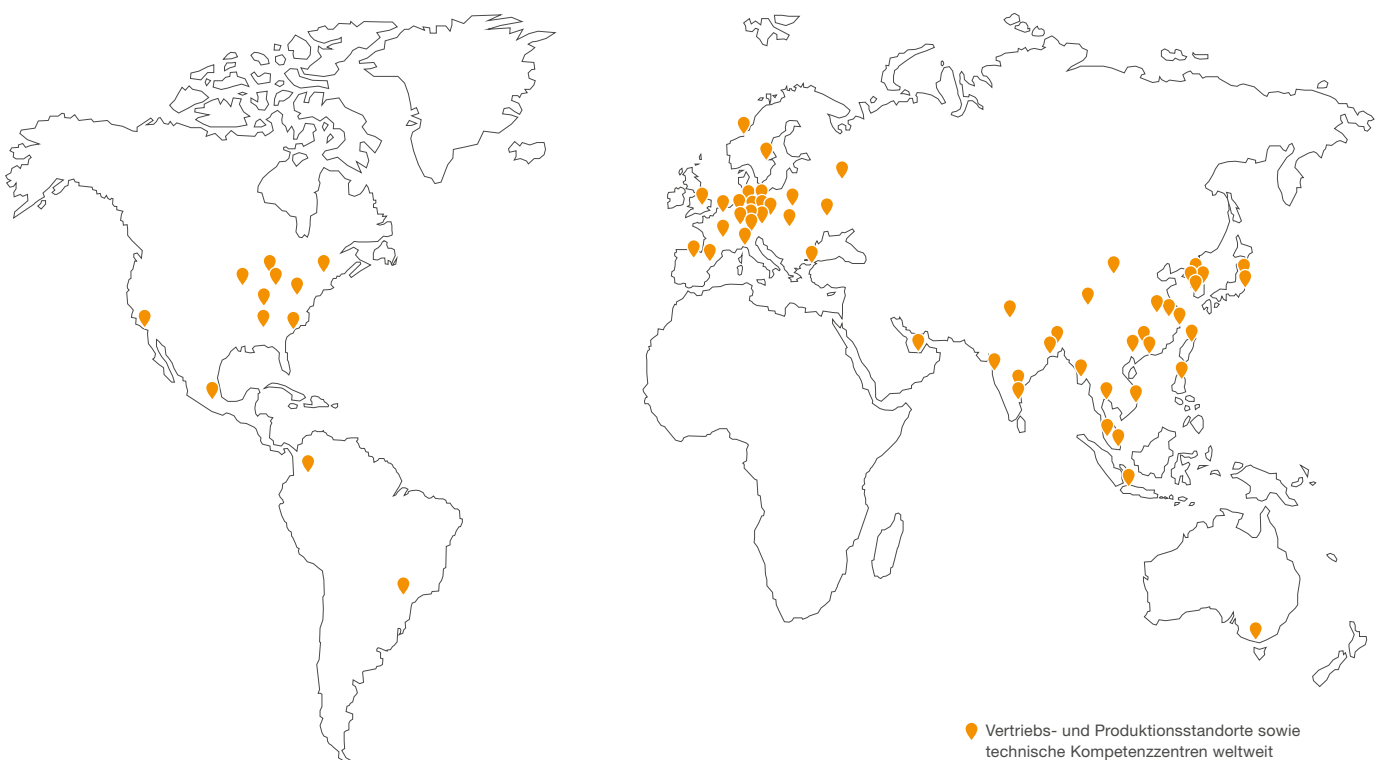 Vertriebs- und Produktionsstandorte sowie
technische Kompetenzzentren weltweit